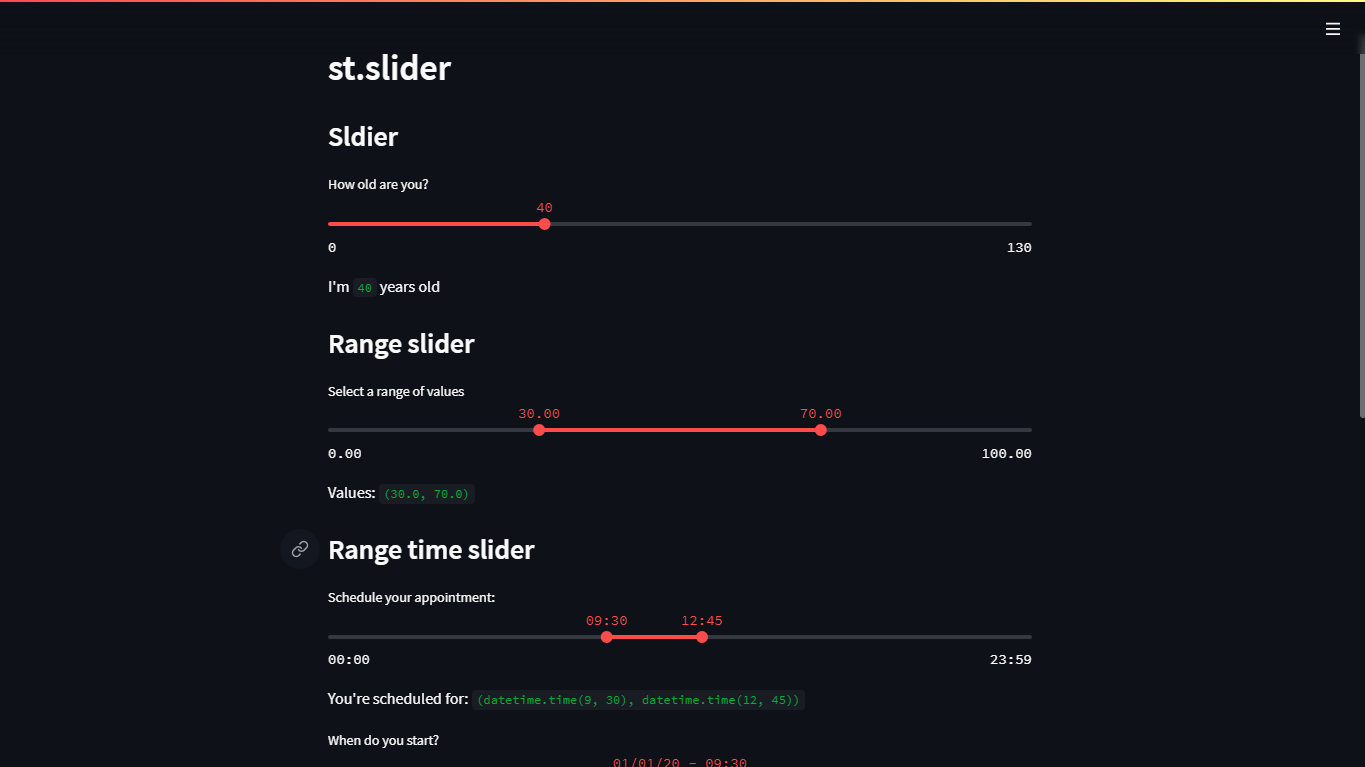 st.slider
Sldier
How old are you?
40
0 130
I'm 40 years old
Range slider
Select a range of values
30.00 70.00
0.00 100.00
Values: (30.0, 70.0)
Range time slider
Schedule your appointment:
09:30 12:45
00:00 23:59
You're scheduled for: (datetime.time(9, 30), datetime.time(12, 45))
When do you start?
01/01/20 - 09:30